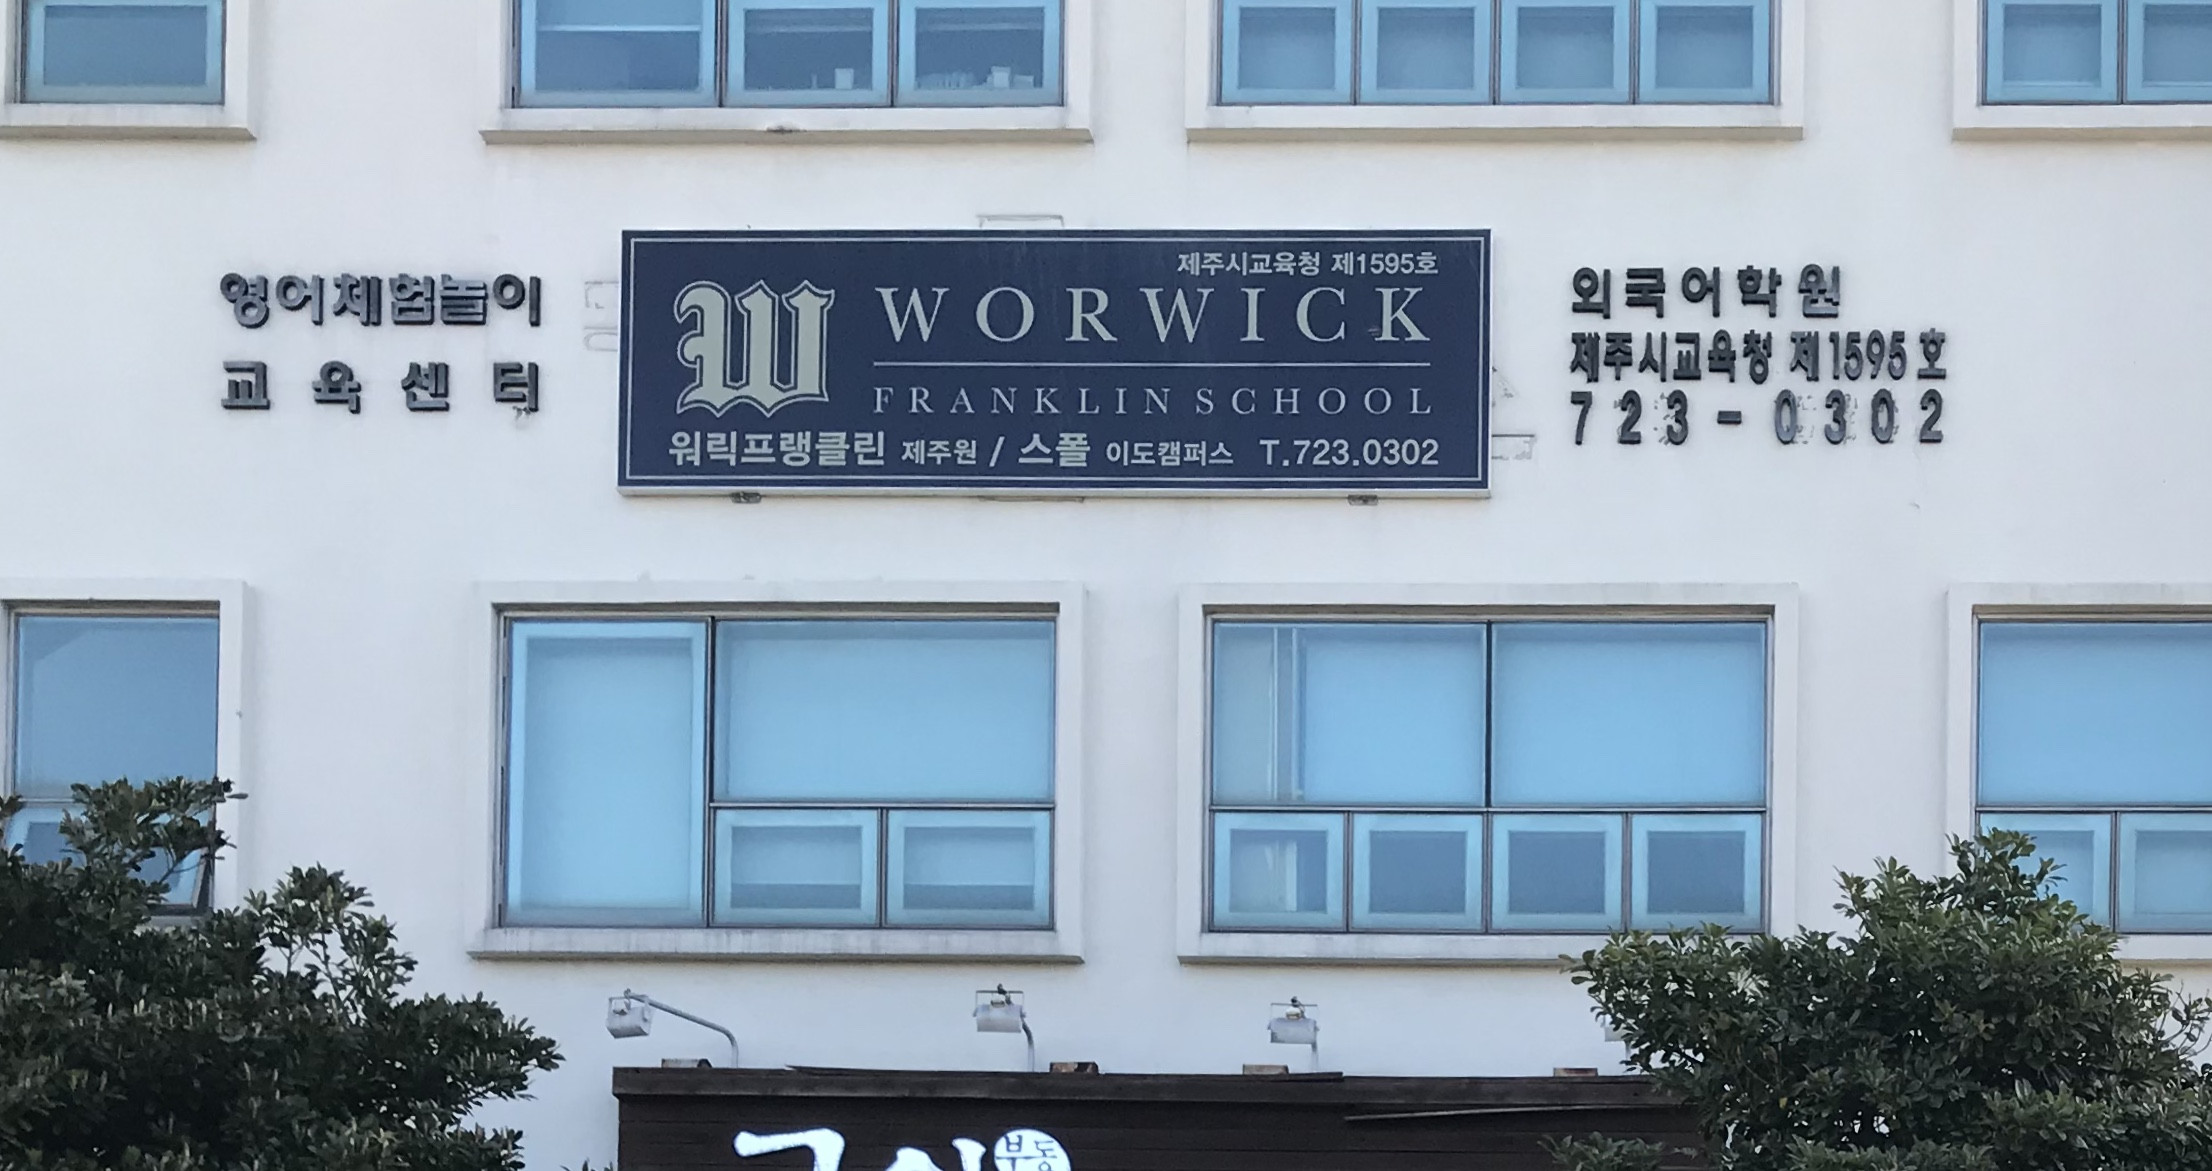 영어체험놀이
교육센터
제주시교육청 제1595호
W
WORWICK
FRANKLIN SCHOOL
워릭프랭클린 제주원 / 스폴 이도캠퍼스 T.723.0302
외국어학원
제주시교육청 제1595호
723-0302
부동